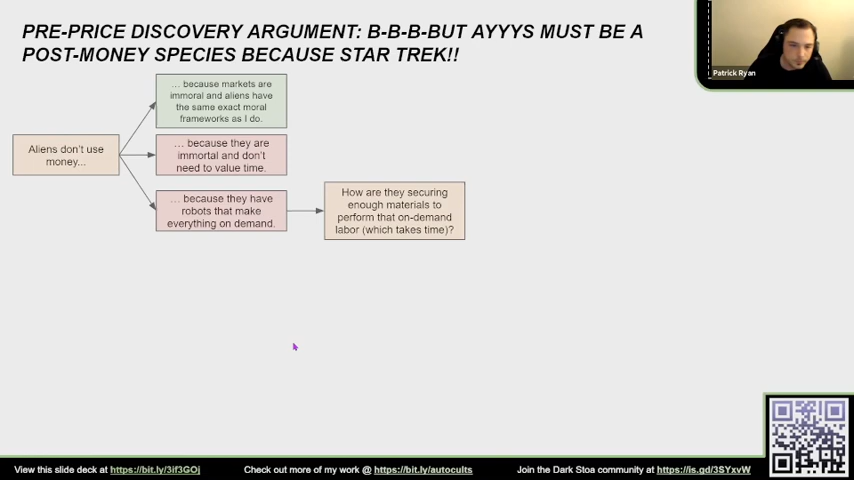 PRE-PRICE DISCOVERY ARGUMENT: B-B-B-BUT AYYYS MUST BE A
POST-MONEY SPECIES BECAUSE STAR TREK!!
Patrick Ryan
... because markets are
immoral and aliens have
the same exact moral
frameworks as I do.
Aliens don't use
money...
... because they are
immortal and don't
need to value time.
... because they have
robots that make
everything on demand.
How are they securing
enough materials to
perform that on-demand
labor (which takes time)?
View this slide deck at https://bit.ly/3if3GOj
Check out more of my work @ https://bit.ly/autocults
Join the Dark Stoa community at https://is.gd/3SYxvW